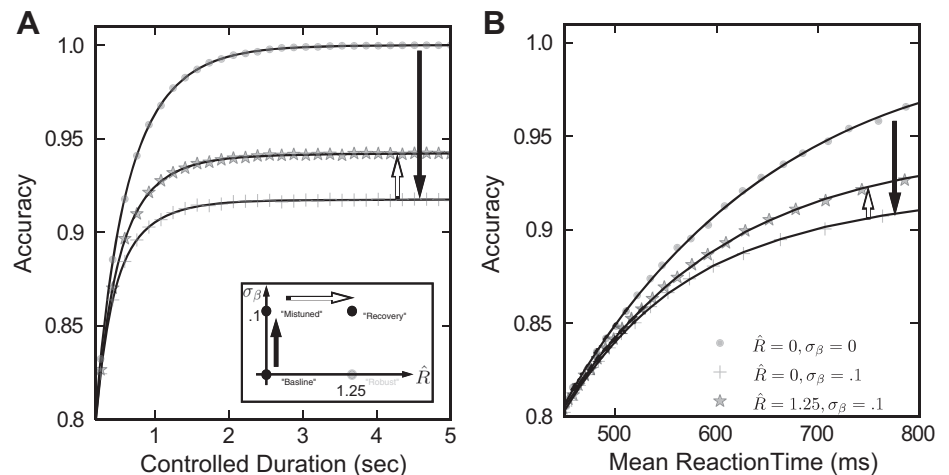 A
B
Accuracy
1.0
0.95
0.9
0.85
0.8
1 2 3 4 5
Controlled Duration (sec)
σ_β
.1
"Mistuned"
"Recovery"
"Basline"
"Robust"
R̂
1.25
Accuracy
1.0
0.95
0.9
0.85
0.8
500 600 700 800
Mean ReactionTime (ms)
R̂ = 0, σ_β = 0
R̂ = 0, σ_β = .1
R̂ = 1.25, σ_β = .1